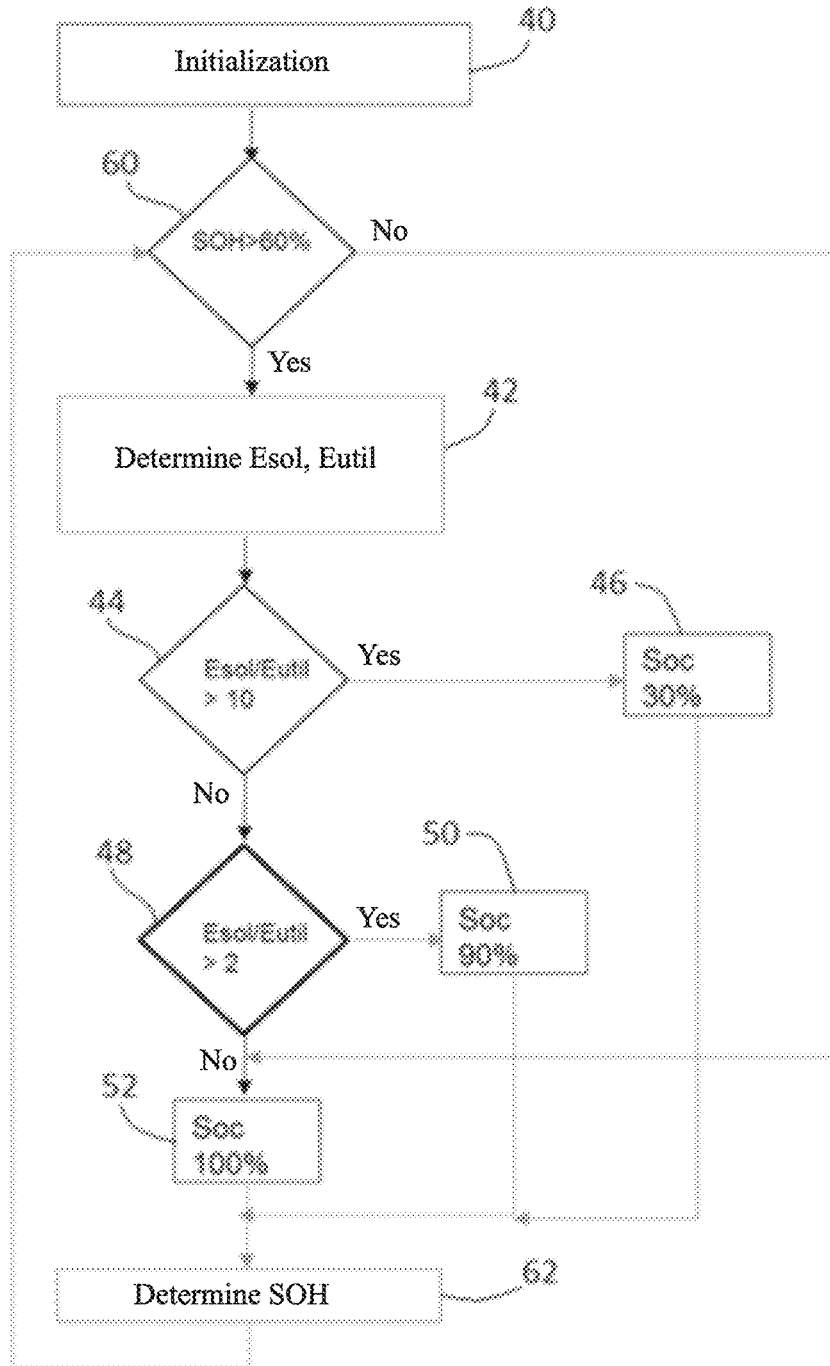 40
Initialization
60
SOH>60%
No
Yes
42
Determine Esol, Eutil
44
Esol/Eutil
> 10
Yes
46
Soc
30%
No
48
Esol/Eutil
> 2
Yes
50
Soc
90%
No
52
Soc
100%
Determine SOH
62